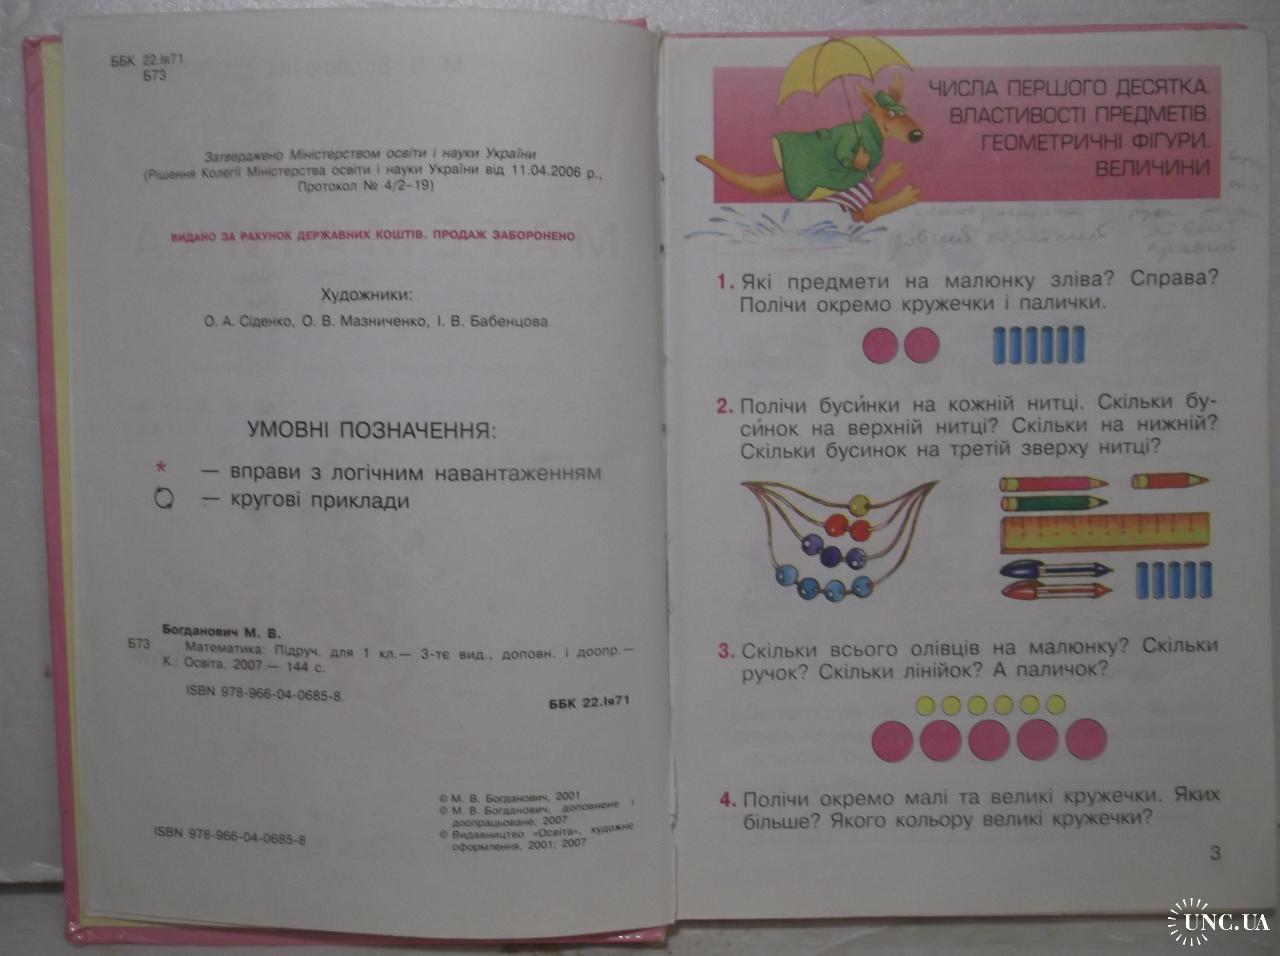 ББК 22.Ія71
Б73
Затверджено Міністерством освіти і науки України
(Рішення Колегії Міністерства освіти і науки України від 11.04.2006 р.,
Протокол № 4/2–19)
ВИДАНО ЗА РАХУНОК ДЕРЖАВНИХ КОШТІВ. ПРОДАЖ ЗАБОРОНЕНО
Художники:
О. А. Сіденко, О. В. Мазниченко, І. В. Бабенцова
УМОВНІ ПОЗНАЧЕННЯ:
* — вправи з логічним навантаженням
— кругові приклади
Богданович М. В.
Б73 Математика: Підруч. для 1 кл.— 3-тє вид., доповн. і доопр.—
К.: Освіта, 2007.— 144 с.
ISBN 978-966-04-0685-8.
ББК 22.Ія71
© М. В. Богданович, 2001
© М. В. Богданович, доповнене і
доопрацьоване, 2007
© Видавництво «Освіта», художнє
оформлення, 2001; 2007
ISBN 978-966-04-0685-8
ЧИСЛА ПЕРШОГО ДЕСЯТКА.
ВЛАСТИВОСТІ ПРЕДМЕТІВ.
ГЕОМЕТРИЧНІ ФІГУРИ.
ВЕЛИЧИНИ
1. Які предмети на малюнку зліва? Справа?
Полічи окремо кружечки і палички.
2. Полічи буси́нки на кожній нитці. Скільки бу-
си́нок на верхній нитці? Скільки на нижній?
Скільки бусинок на третій зверху нитці?
3. Скільки всього олівців на малюнку? Скільки
ручок? Скільки лінійок? А паличок?
4. Полічи окремо малі та великі кружечки. Яких
більше? Якого кольору великі кружечки?
3
UNC.UA